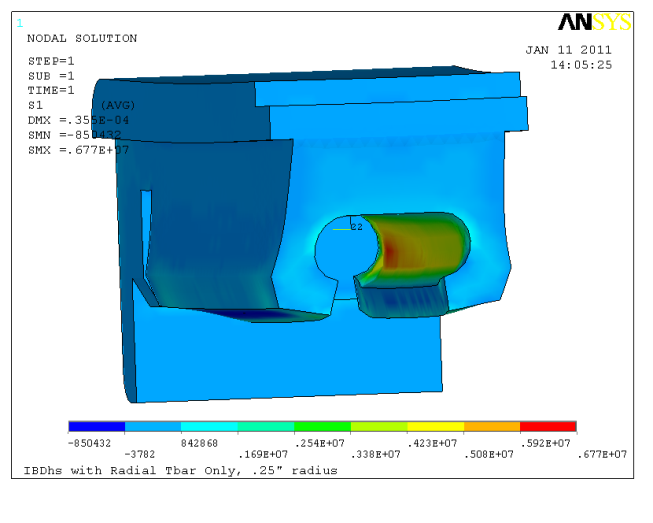 1
ANSYS
NODAL SOLUTION
JAN 11 2011
14:05:25
STEP=1
SUB =1
TIME=1
S1 (AVG)
DMX =.355E-04
SMN =-850432
SMX =.677E+07
22
-850432 842868 .254E+07 .423E+07 .592E+07
-3782 .169E+07 .338E+07 .508E+07 .677E+07
IBDhs with Radial Tbar Only, .25" radius